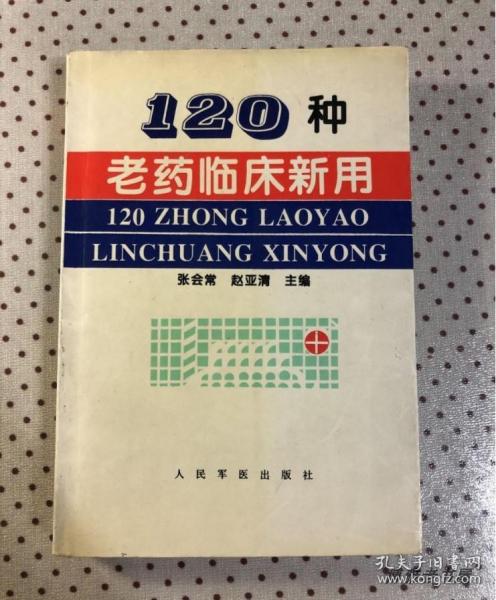 120种
老药临床新用
120 ZHONG LAOYAO
LINCHUANG XINYONG
张会常 赵亚清 主编
人民军医出版社
孔夫子旧书网
www.kongfz.com